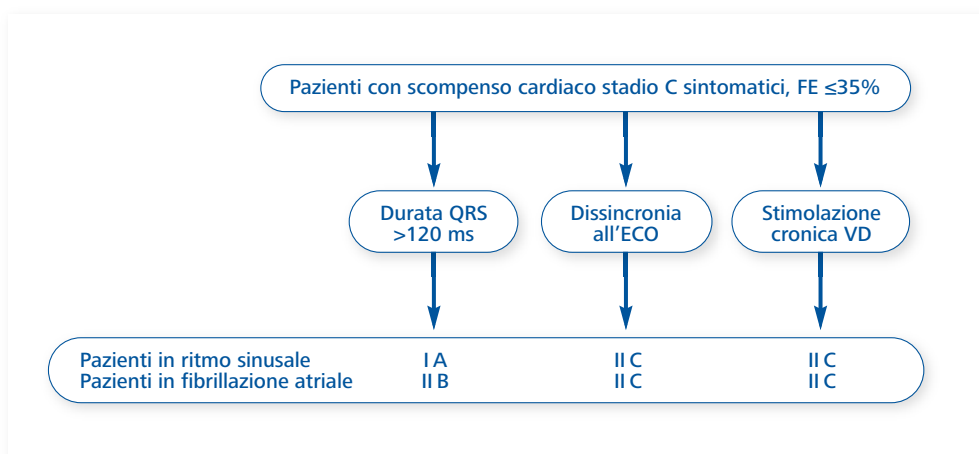 Pazienti con scompenso cardiaco stadio C sintomatici, FE ≤35%
Durata QRS
>120 ms
Dissincronia
all'ECO
Stimolazione
cronica VD
Pazienti in ritmo sinusale I A II C II C
Pazienti in fibrillazione atriale II B II C II C